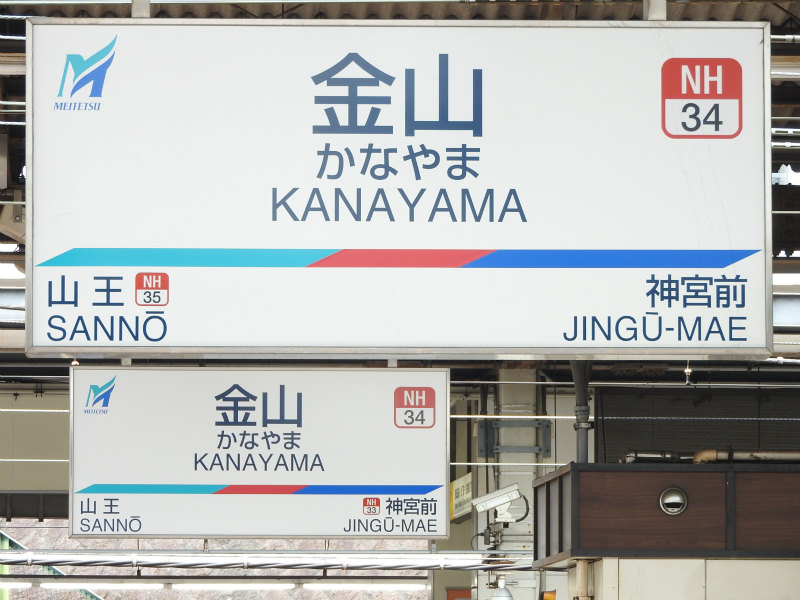 MEITETSU
金山
かなやま
KANAYAMA
NH
34
山王 NH 35
SANNŌ
神宮前
JINGŪ-MAE
MEITETSU
金山
かなやま
KANAYAMA
NH
34
山王
SANNŌ
NH 33 神宮前
JINGŪ-MAE